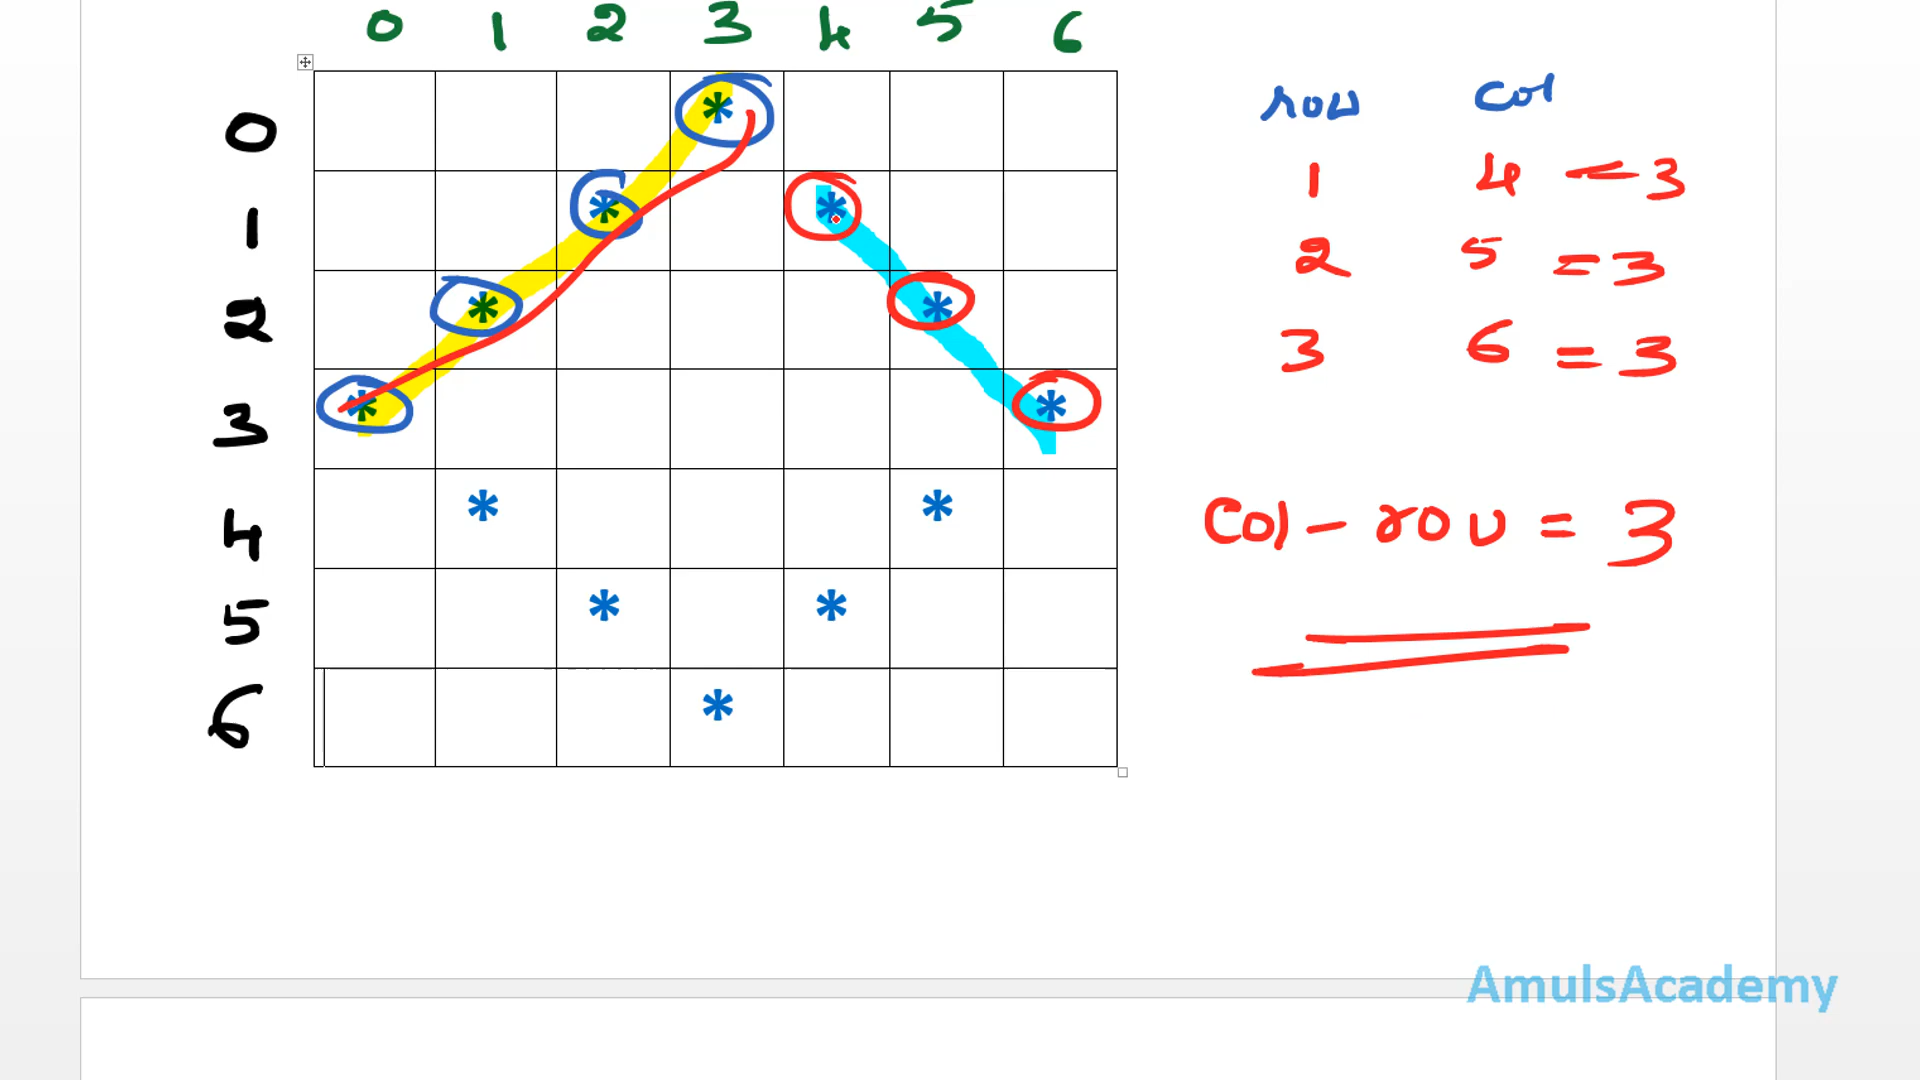 0 1 2 3 4 5 6
row col
0 *
1 * *
1 4 = 3
2 * *
2 5 = 3
3 * *
3 6 = 3
4 * *
Col - row = 3
5 * *
6 *
AmulsAcademy